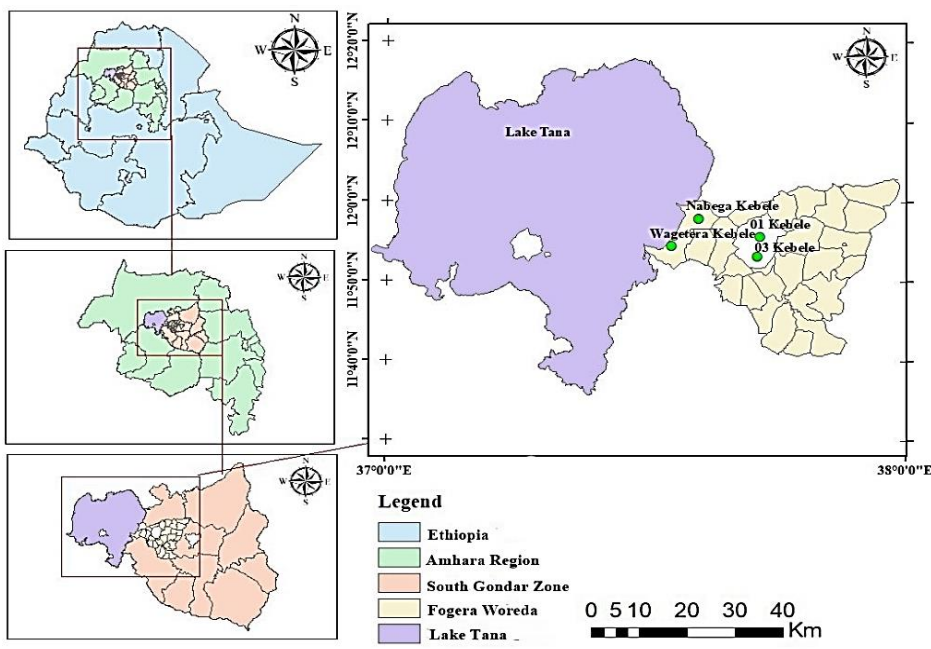 N
W E
S
N
W E
S
N
W E
S
N
W E
S
12°20'0"N
12°10'0"N
12°0'0"N
11°50'0"N
11°40'0"N
Lake Tana
Nabega Kebele
01 Kebele
Wagetera Kebele
03 Kebele
37°0'0"E
38°0'0"E
Legend
Ethiopia
Amhara Region
South Gondar Zone
Fogera Woreda
Lake Tana
0 5 10 20 30 40
Km